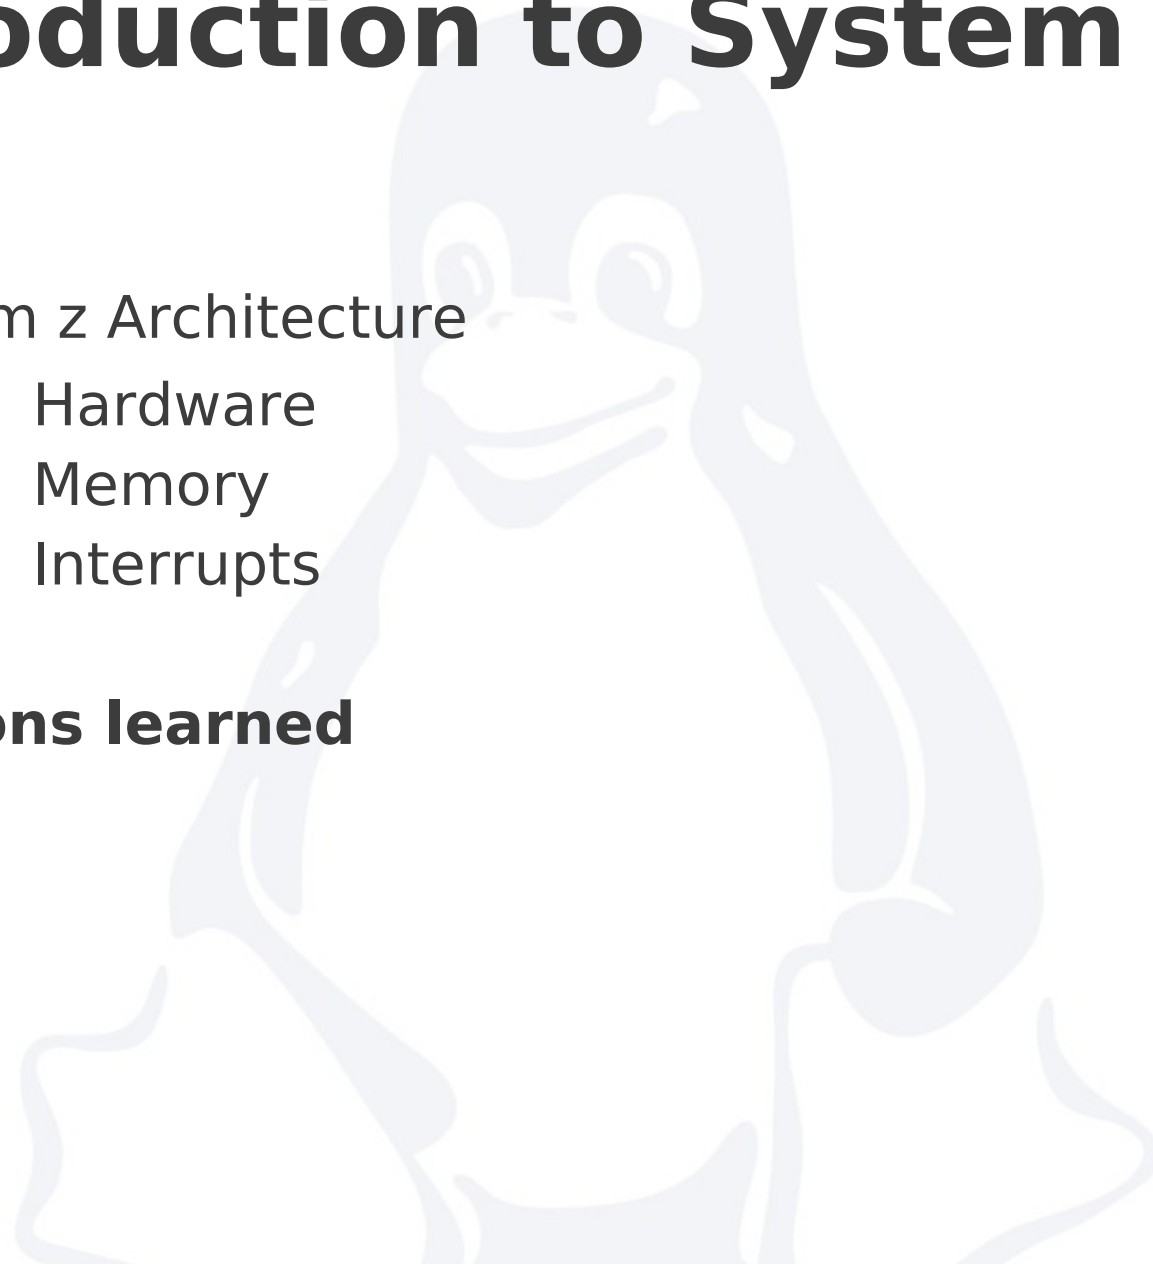 oduction to System
m z Architecture
Hardware
Memory
Interrupts
ons learned